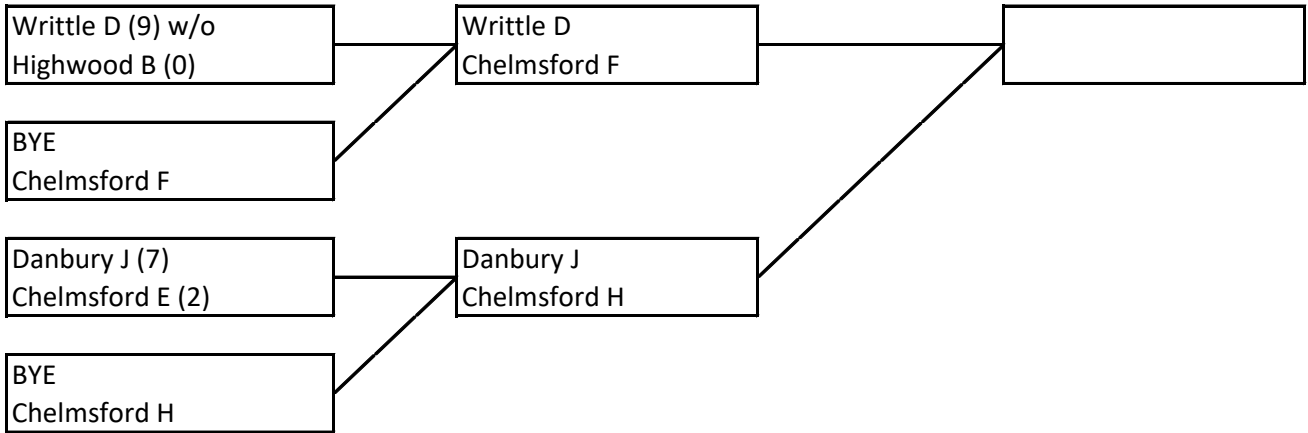 Writtle D (9) w/o
Highwood B (0)
BYE
Chelmsford F
Danbury J (7)
Chelmsford E (2)
BYE
Chelmsford H
Writtle D
Chelmsford F
Danbury J
Chelmsford H